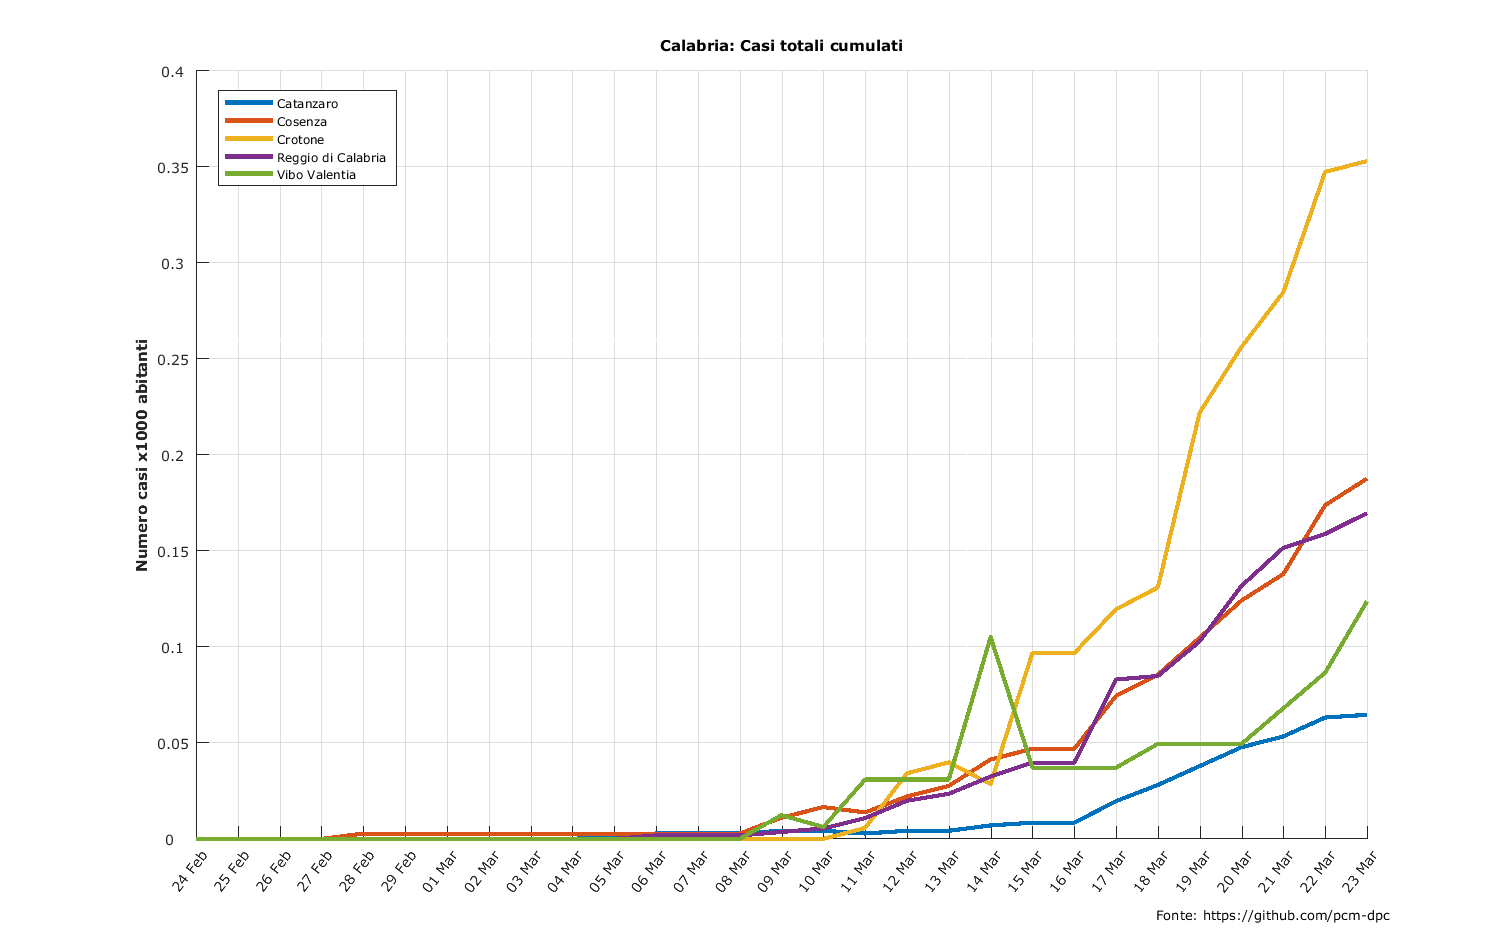 Calabria: Casi totali cumulati
Numero casi x1000 abitanti
0.4
0.35
0.3
0.25
0.2
0.15
0.1
0.05
0
Catanzaro
Cosenza
Crotone
Reggio di Calabria
Vibo Valentia
24 Feb
25 Feb
26 Feb
27 Feb
28 Feb
29 Feb
01 Mar
02 Mar
03 Mar
04 Mar
05 Mar
06 Mar
07 Mar
08 Mar
09 Mar
10 Mar
11 Mar
12 Mar
13 Mar
14 Mar
15 Mar
16 Mar
17 Mar
18 Mar
19 Mar
20 Mar
21 Mar
22 Mar
23 Mar
Fonte: https://github.com/pcm-dpc